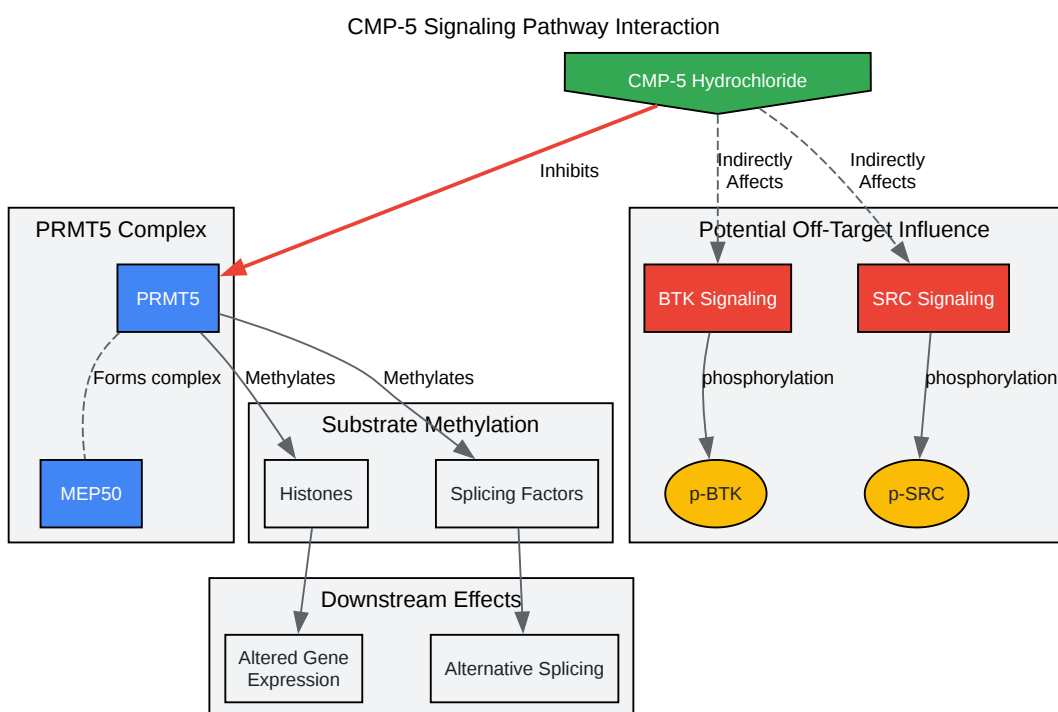 CMP-5 Signaling Pathway Interaction
CMP-5 Hydrochloride
Inhibits
Indirectly
Affects
Indirectly
Affects
PRMT5 Complex
Potential Off-Target Influence
PRMT5
BTK Signaling
SRC Signaling
Forms complex
Methylates
Methylates
phosphorylation
phosphorylation
Substrate Methylation
MEP50
Histones
Splicing Factors
p-BTK
p-SRC
Downstream Effects
Altered Gene
Expression
Alternative Splicing